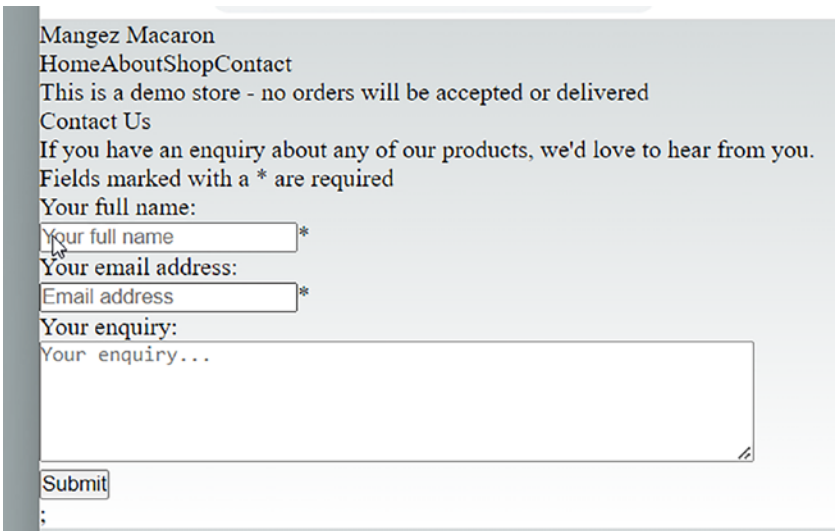 Mangez Macaron
HomeAboutShopContact
This is a demo store - no orders will be accepted or delivered
Contact Us
If you have an enquiry about any of our products, we'd love to hear from you.
Fields marked with a * are required
Your full name:
Your full name *
Your email address:
Email address *
Your enquiry:
Your enquiry...
Submit
;